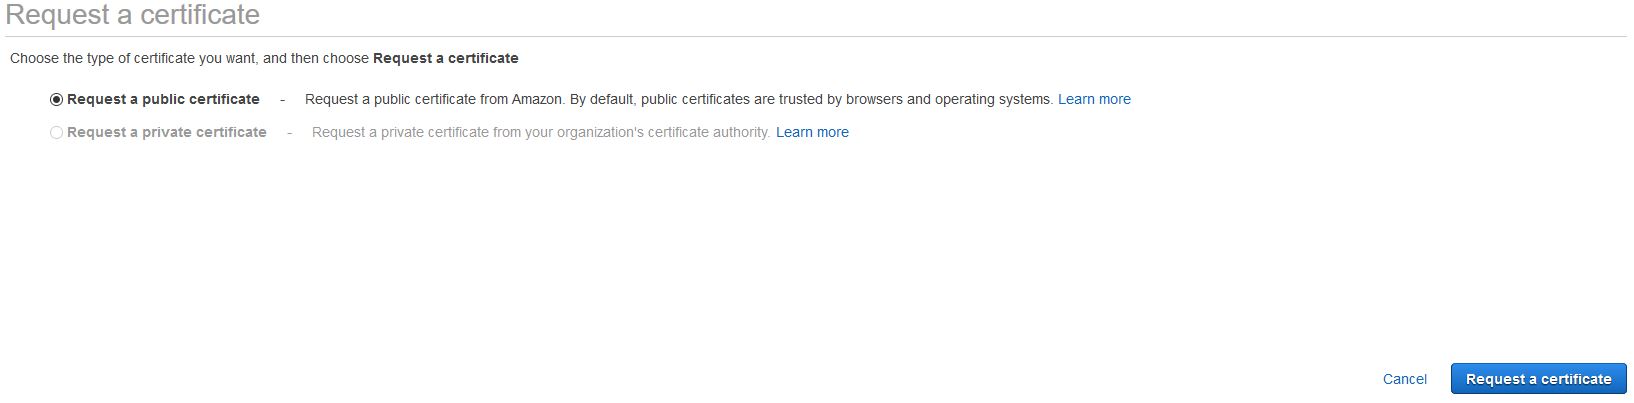 Request a certificate
Choose the type of certificate you want, and then choose Request a certificate
Request a public certificate - Request a public certificate from Amazon. By default, public certificates are trusted by browsers and operating systems. Learn more
Request a private certificate - Request a private certificate from your organization's certificate authority. Learn more
Cancel Request a certificate